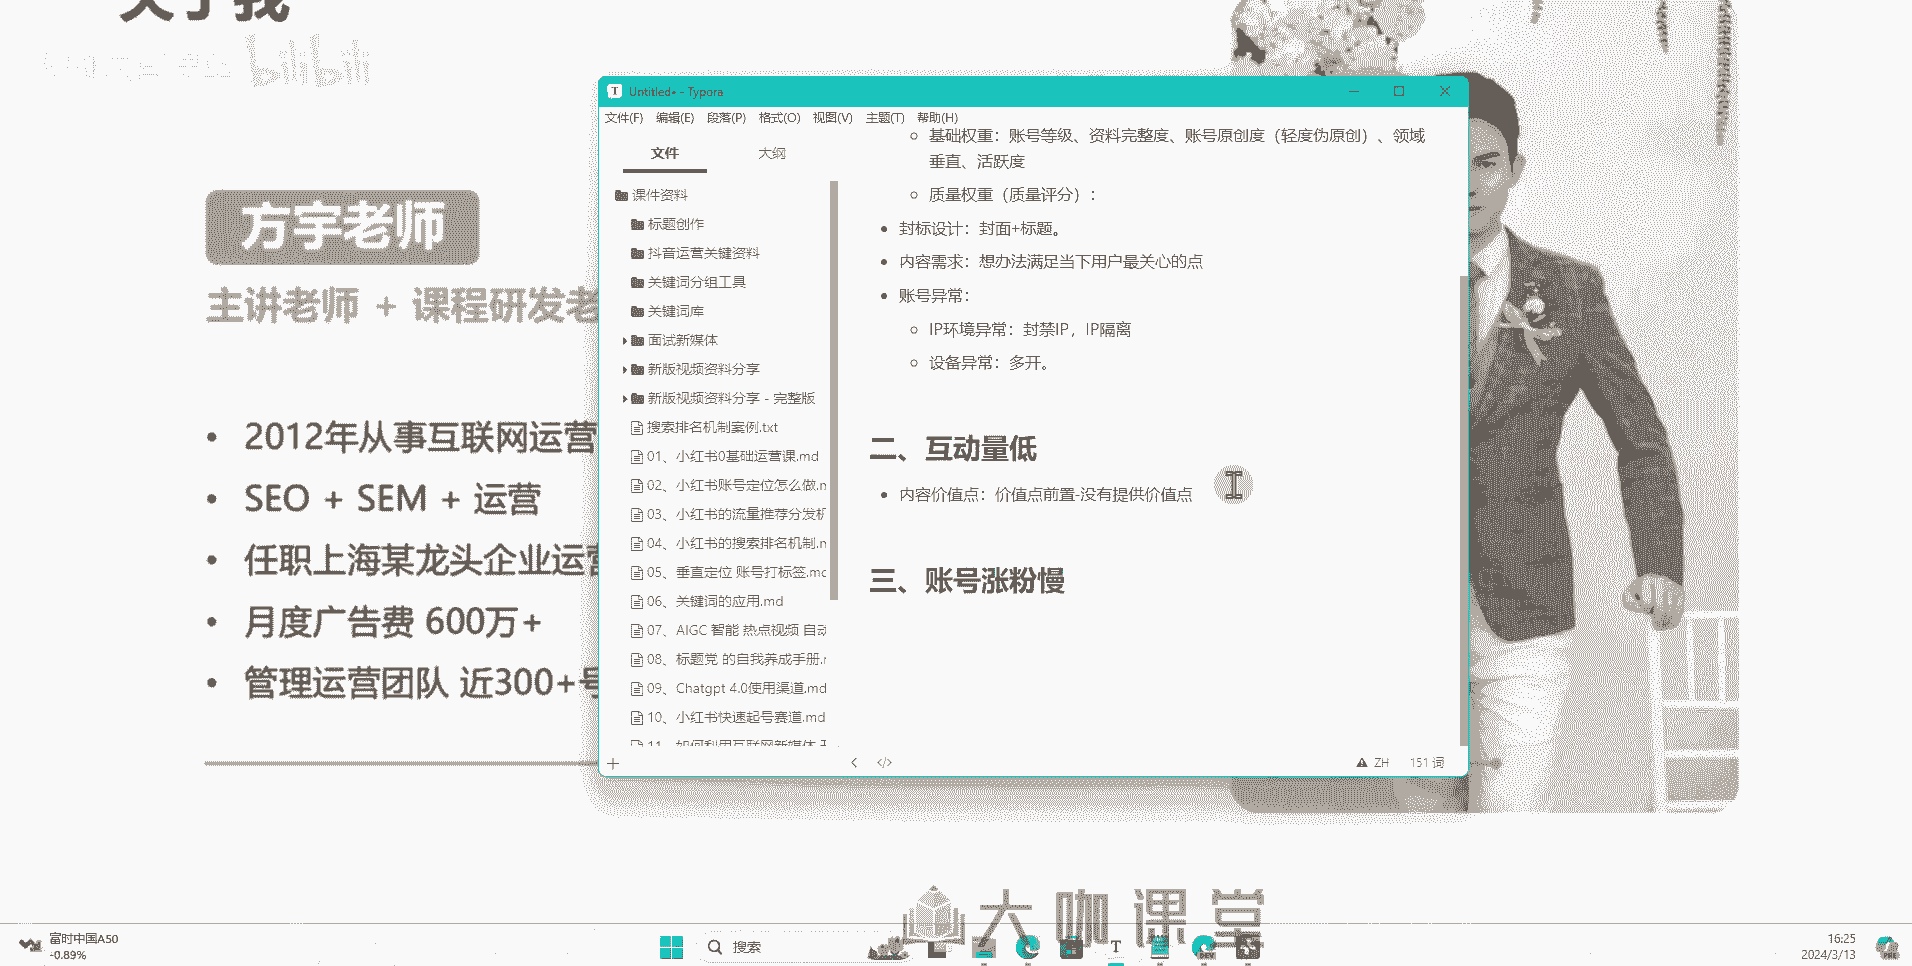 关于我
bilibili
方宇老师
主讲老师 + 课程研发老
2012年从事互联网运营
SEO + SEM + 运营
任职上海某龙头企业运营
月度广告费 600万+
管理运营团队 近300+号
Untitled• - Typora
文件(F) 编辑(E) 段落(P) 格式(O) 视图(V) 主题(T) 帮助(H)
文件 大纲
课件资料
标题创作
抖音运营关键资料
关键词分组工具
关键词库
面试新媒体
新版视频资料分享
新版视频资料分享 - 完整版
搜索排名机制案例.txt
01、小红书0基础运营课.md
02、小红书账号定位怎么做.m
03、小红书的流量推荐分发机
04、小红书的搜索排名机制.m
05、垂直定位 账号打标签.md
06、关键词的应用.md
07、AIGC 智能 热点视频 自动
08、标题党 的自我养成手册.m
09、Chatgpt 4.0使用渠道.md
10、小红书快速起号赛道.md
11、如何利用互联网新媒体
基础权重：账号等级、资料完整度、账号原创度（轻度伪原创）、领域
垂直、活跃度
质量权重（质量评分）：
封标设计：封面+标题。
内容需求：想办法满足当下用户最关心的点
账号异常：
IP环境异常：封禁IP，IP隔离
设备异常：多开。
二、互动量低
内容价值点：价值点前置-没有提供价值点
三、账号涨粉慢
ZH 151 词
大咖课堂
富时中国A50
-0.89%
搜索
16:25
2024/3/13